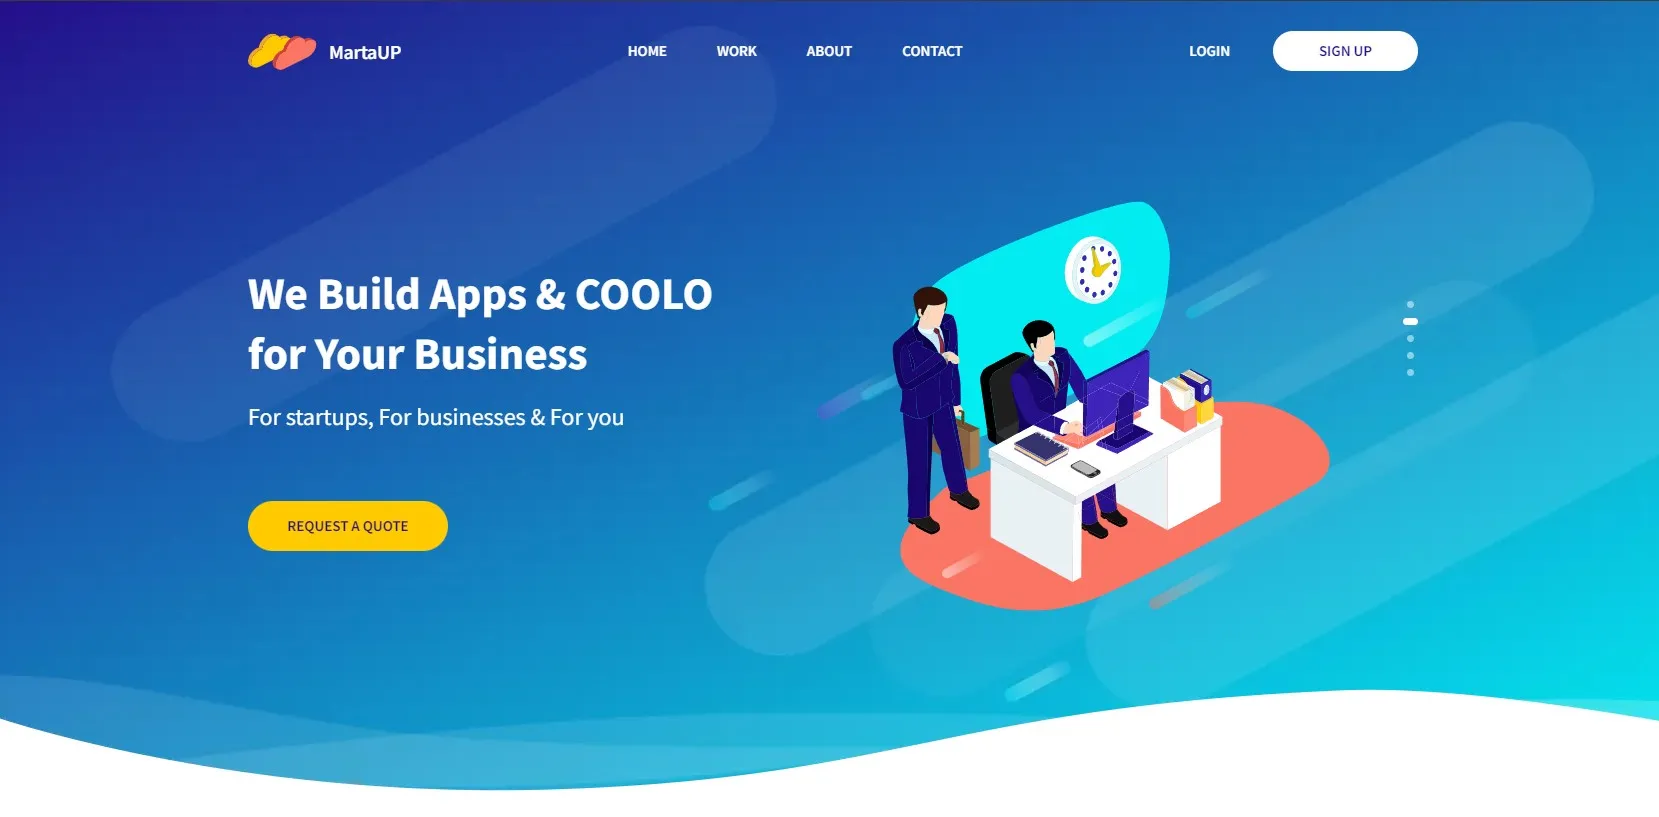 MartaUP
HOME WORK ABOUT CONTACT
LOGIN SIGN UP
We Build Apps & COOLO
for Your Business
For startups, For businesses & For you
REQUEST A QUOTE